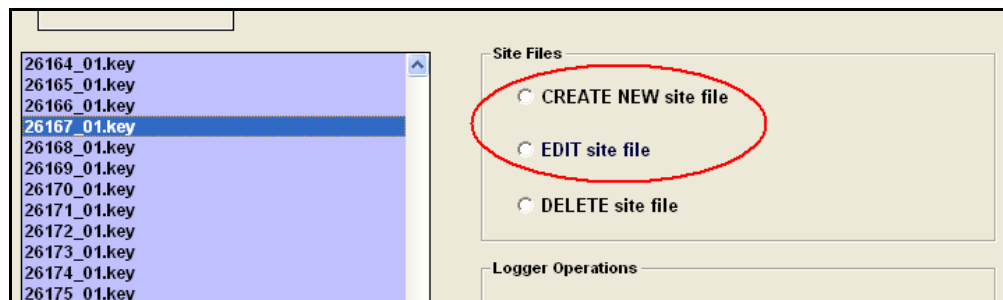 26164_01.key
26165_01.key
26166_01.key
26167_01.key
26168_01.key
26169_01.key
26170_01.key
26171_01.key
26172_01.key
26173_01.key
26174_01.key
26175_01.key
Site Files
CREATE NEW site file
EDIT site file
DELETE site file
Logger Operations